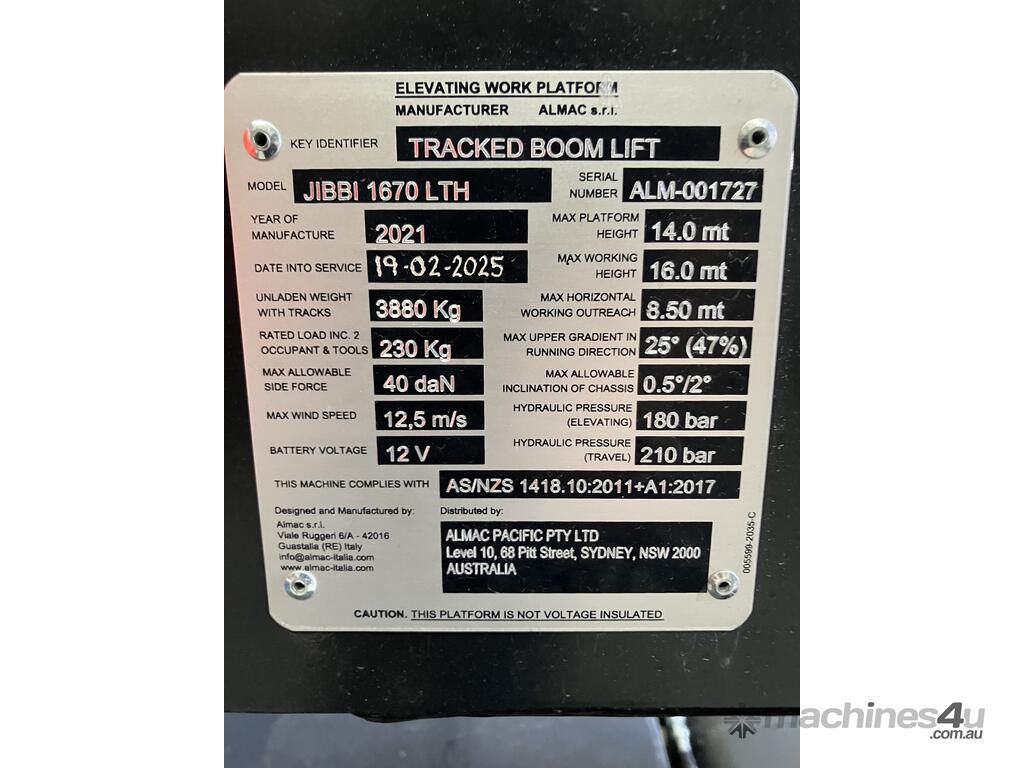 ELEVATING WORK PLATFORM
MANUFACTURER ALMAC s.r.l.
KEY IDENTIFIER TRACKED BOOM LIFT
MODEL JIBBI 1670 LTH
SERIAL NUMBER ALM-001727
YEAR OF MANUFACTURE 2021
MAX PLATFORM HEIGHT 14.0 mt
DATE INTO SERVICE 19-02-2025
MAX WORKING HEIGHT 16.0 mt
UNLADEN WEIGHT WITH TRACKS 3880 Kg
MAX HORIZONTAL WORKING OUTREACH 8.50 mt
RATED LOAD INC. 2 OCCUPANT & TOOLS 230 Kg
MAX UPPER GRADIENT IN RUNNING DIRECTION 25° (47%)
MAX ALLOWABLE SIDE FORCE 40 daN
MAX ALLOWABLE INCLINATION OF CHASSIS 0.5°/2°
MAX WIND SPEED 12,5 m/s
HYDRAULIC PRESSURE (ELEVATING) 180 bar
BATTERY VOLTAGE 12 V
HYDRAULIC PRESSURE (TRAVEL) 210 bar
THIS MACHINE COMPLIES WITH AS/NZS 1418.10:2011+A1:2017
Designed and Manufactured by:
Almac s.r.l.
Viale Ruggeri 6/A - 42016
Guastalla (RE) Italy
info@almac-italia.com
www.almac-italia.com
Distributed by:
ALMAC PACIFIC PTY LTD
Level 10, 68 Pitt Street, SYDNEY, NSW 2000
AUSTRALIA
005599-2035-C
CAUTION. THIS PLATFORM IS NOT VOLTAGE INSULATED
machines4u
.com.au